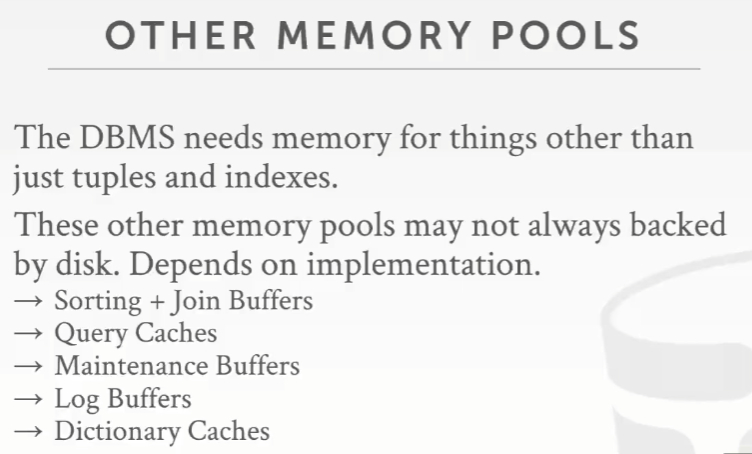 OTHER MEMORY POOLS
The DBMS needs memory for things other than
just tuples and indexes.
These other memory pools may not always backed
by disk. Depends on implementation.
→ Sorting + Join Buffers
→ Query Caches
→ Maintenance Buffers
→ Log Buffers
→ Dictionary Caches